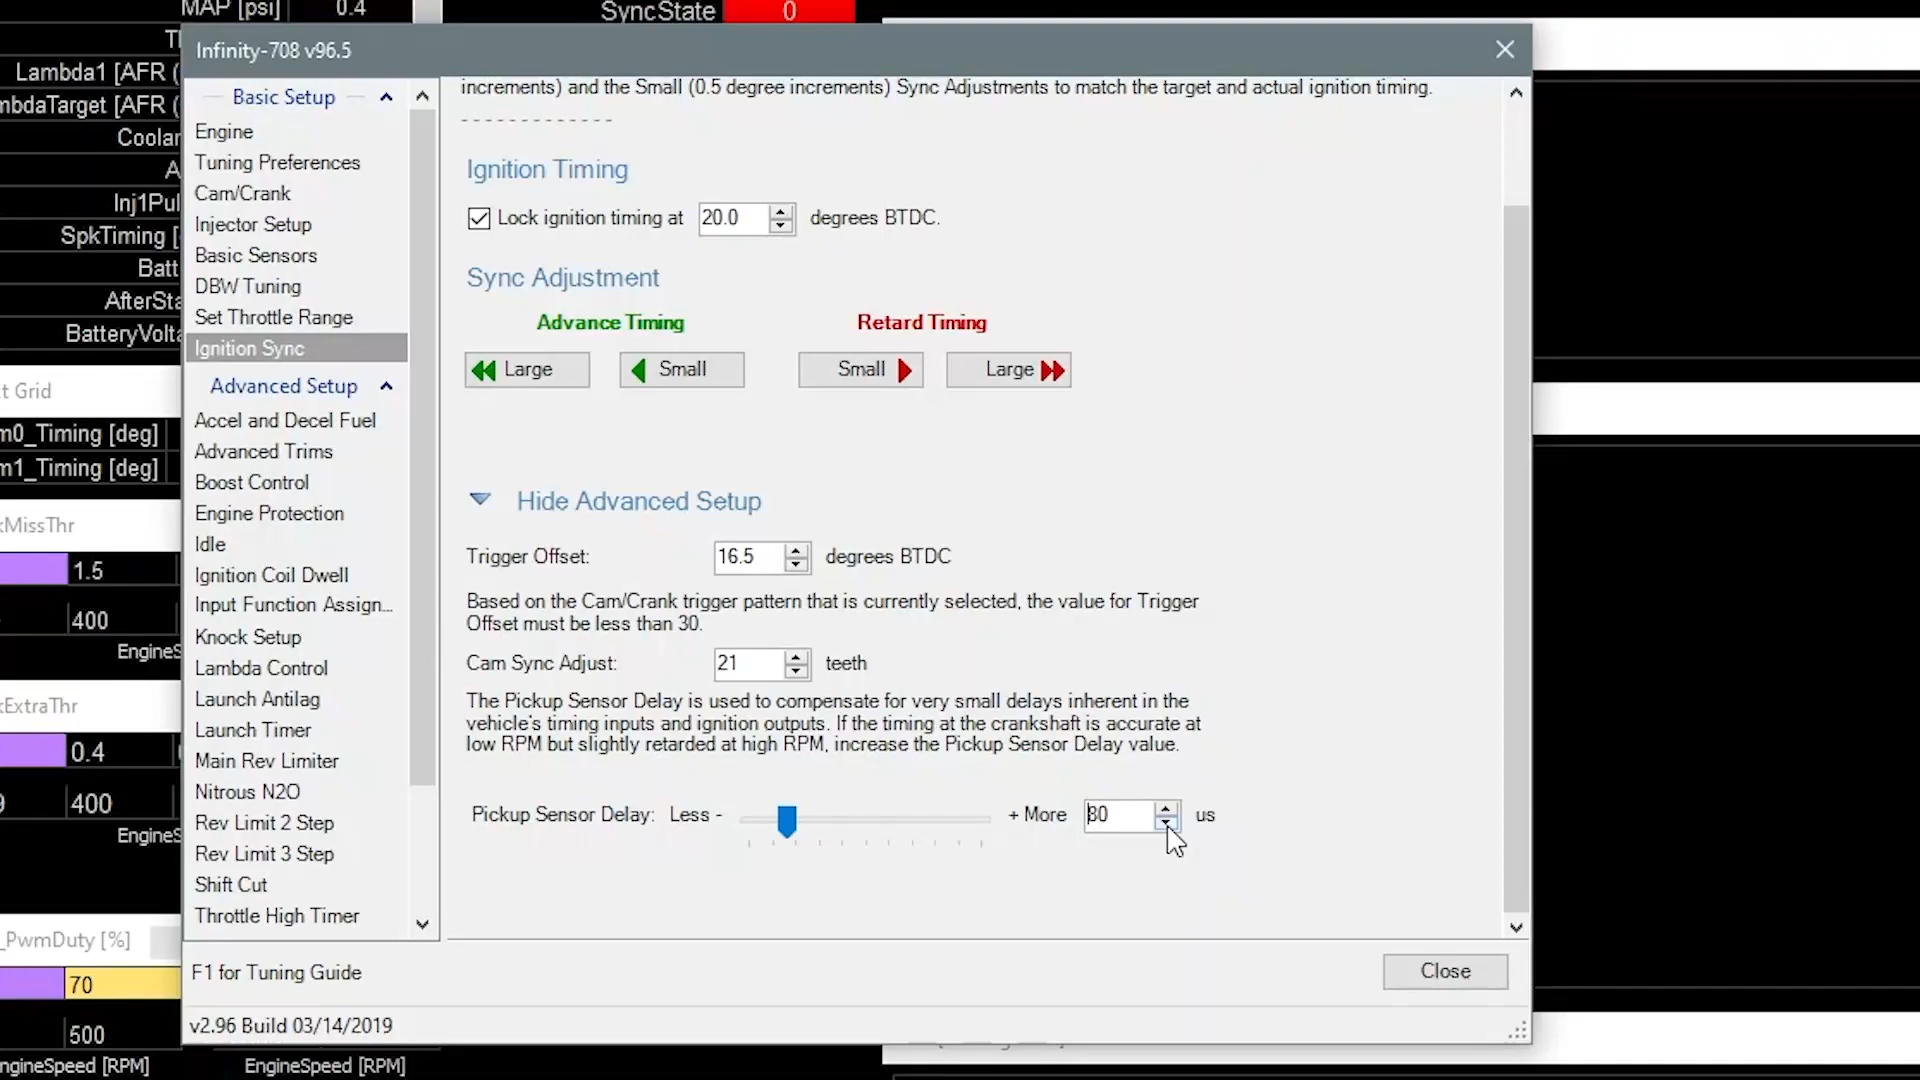 MAP [psi] 0.4 SyncState 0
Infinity-708 v96.5
Lambda1 [AFR (
mbdaTarget [AFR (
Coolar
Inj1Pul
SpkTiming [
Batt
AfterSta
BatteryVolta
t Grid
m0_Timing [deg]
m1_Timing [deg]
kMissThr
1.5
400
EngineS
kExtraThr
0.4
400
EngineS
_PwmDuty [%]
70
500
ngineSpeed [RPM] EngineSpeed [RPM]
Basic Setup
Engine
Tuning Preferences
Cam/Crank
Injector Setup
Basic Sensors
DBW Tuning
Set Throttle Range
Ignition Sync
Advanced Setup
Accel and Decel Fuel
Advanced Trims
Boost Control
Engine Protection
Idle
Ignition Coil Dwell
Input Function Assign...
Knock Setup
Lambda Control
Launch Antilag
Launch Timer
Main Rev Limiter
Nitrous N2O
Rev Limit 2 Step
Rev Limit 3 Step
Shift Cut
Throttle High Timer
increments) and the Small (0.5 degree increments) Sync Adjustments to match the target and actual ignition timing.
- - - - - - - - - - - - -
Ignition Timing
Lock ignition timing at 20.0 degrees BTDC.
Sync Adjustment
Advance Timing Retard Timing
Large Small Small Large
Hide Advanced Setup
Trigger Offset: 16.5 degrees BTDC
Based on the Cam/Crank trigger pattern that is currently selected, the value for Trigger
Offset must be less than 30.
Cam Sync Adjust: 21 teeth
The Pickup Sensor Delay is used to compensate for very small delays inherent in the
vehicle's timing inputs and ignition outputs. If the timing at the crankshaft is accurate at
low RPM but slightly retarded at high RPM, increase the Pickup Sensor Delay value.
Pickup Sensor Delay: Less - + More 80 us
F1 for Tuning Guide
Close
v2.96 Build 03/14/2019